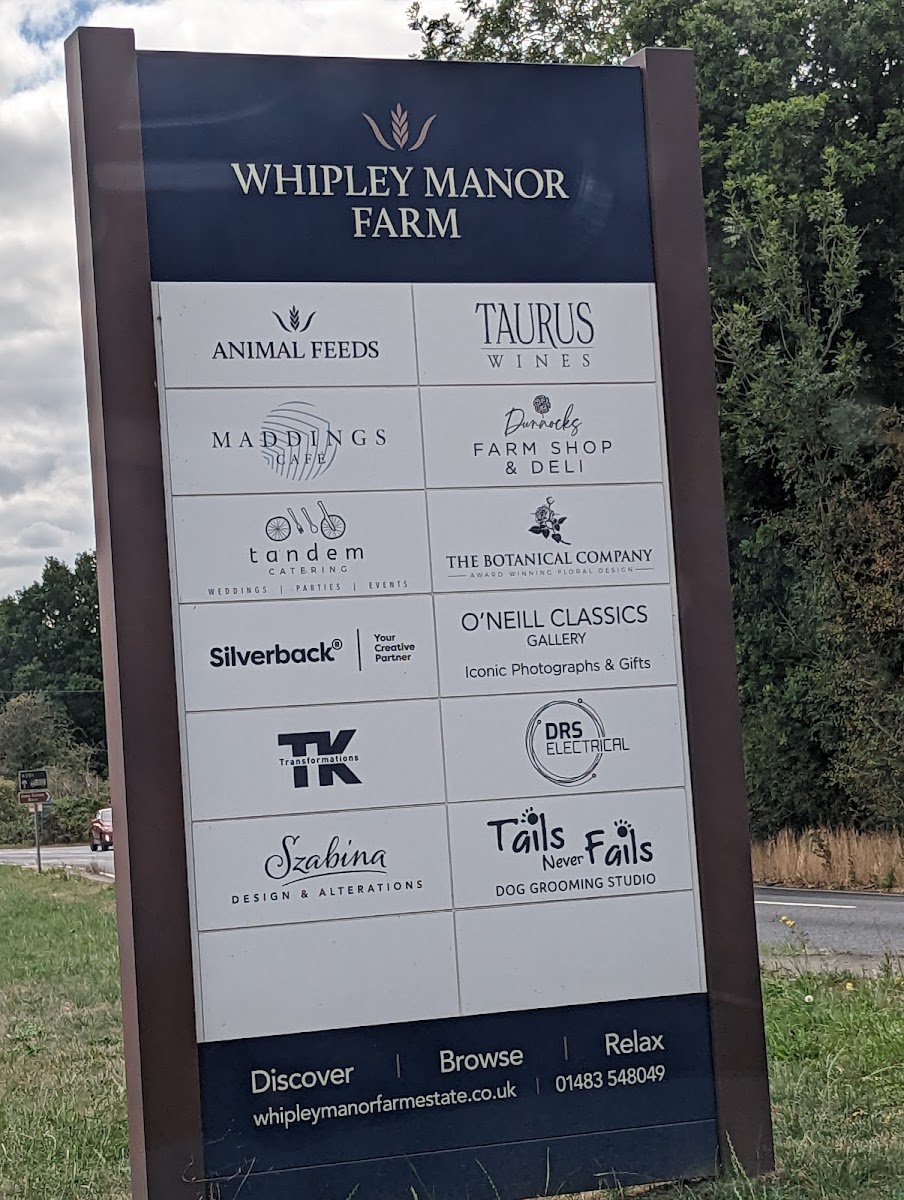 WHIPLEY MANOR
FARM
ANIMAL FEEDS
TAURUS
WINES
MADDINGS
CAFÉ
Dunnocks
FARM SHOP
& DELI
tandem
CATERING
WEDDINGS | PARTIES | EVENTS
THE BOTANICAL COMPANY
AWARD WINNING FLORAL DESIGN
Silverback® | Your
Creative
Partner
O'NEILL CLASSICS
GALLERY
Iconic Photographs & Gifts
TK
Transformations
DRS
ELECTRICAL
Szabina
DESIGN & ALTERATIONS
Tails
Never Fails
DOG GROOMING STUDIO
Discover | Browse | Relax
whipleymanorfarmestate.co.uk | 01483 548049